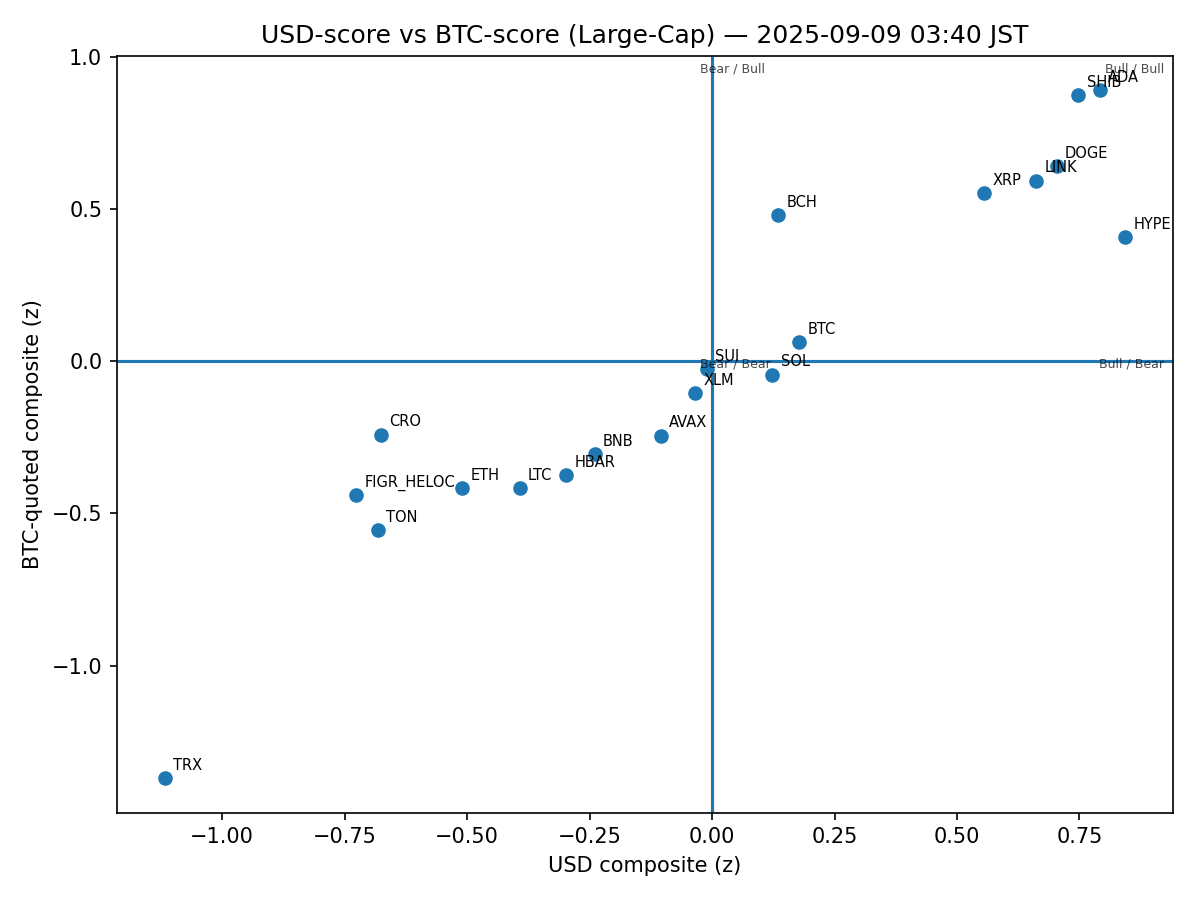 USD-score vs BTC-score (Large-Cap) — 2025-09-09 03:40 JST
1.0
Bear / Bull
Bull / Bull
ADA
SHIB
DOGE
LINK
XRP
0.5
BCH
HYPE
BTC
0.0
SUI
Bear / Bear
SOL
Bull / Bear
XLM
CRO
AVAX
BNB
HBAR
FIGR_HELOC
ETH
LTC
−0.5
TON
−1.0
TRX
BTC-quoted composite (z)
−1.00
−0.75
−0.50
−0.25
0.00
0.25
0.50
0.75
USD composite (z)